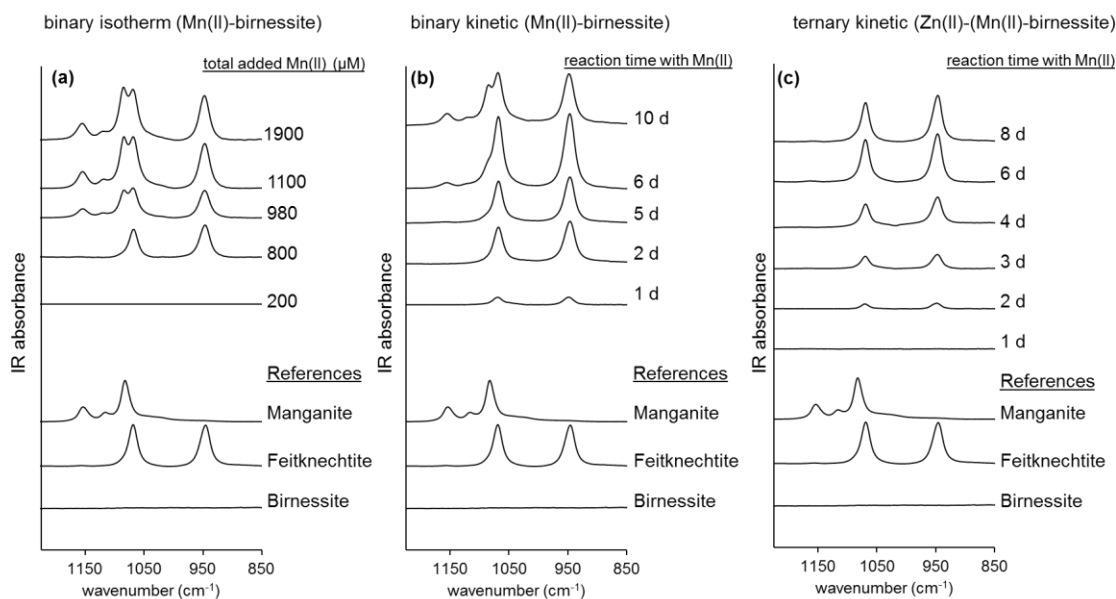 binary isotherm (Mn(II)-birnessite)
binary kinetic (Mn(II)-birnessite)
ternary kinetic (Zn(II)-(Mn(II)-birnessite)
(a)
total added Mn(II) (µM)
1900
1100
980
800
200
References
Manganite
Feitknechtite
Birnessite
IR absorbance
1150 1050 950 850
wavenumber (cm⁻¹)
(b)
reaction time with Mn(II)
10 d
6 d
5 d
2 d
1 d
References
Manganite
Feitknechtite
Birnessite
IR absorbance
1150 1050 950 850
wavenumber (cm⁻¹)
(c)
reaction time with Mn(II)
8 d
6 d
4 d
3 d
2 d
1 d
References
Manganite
Feitknechtite
Birnessite
IR absorbance
1150 1050 950 850
wavenumber (cm⁻¹)